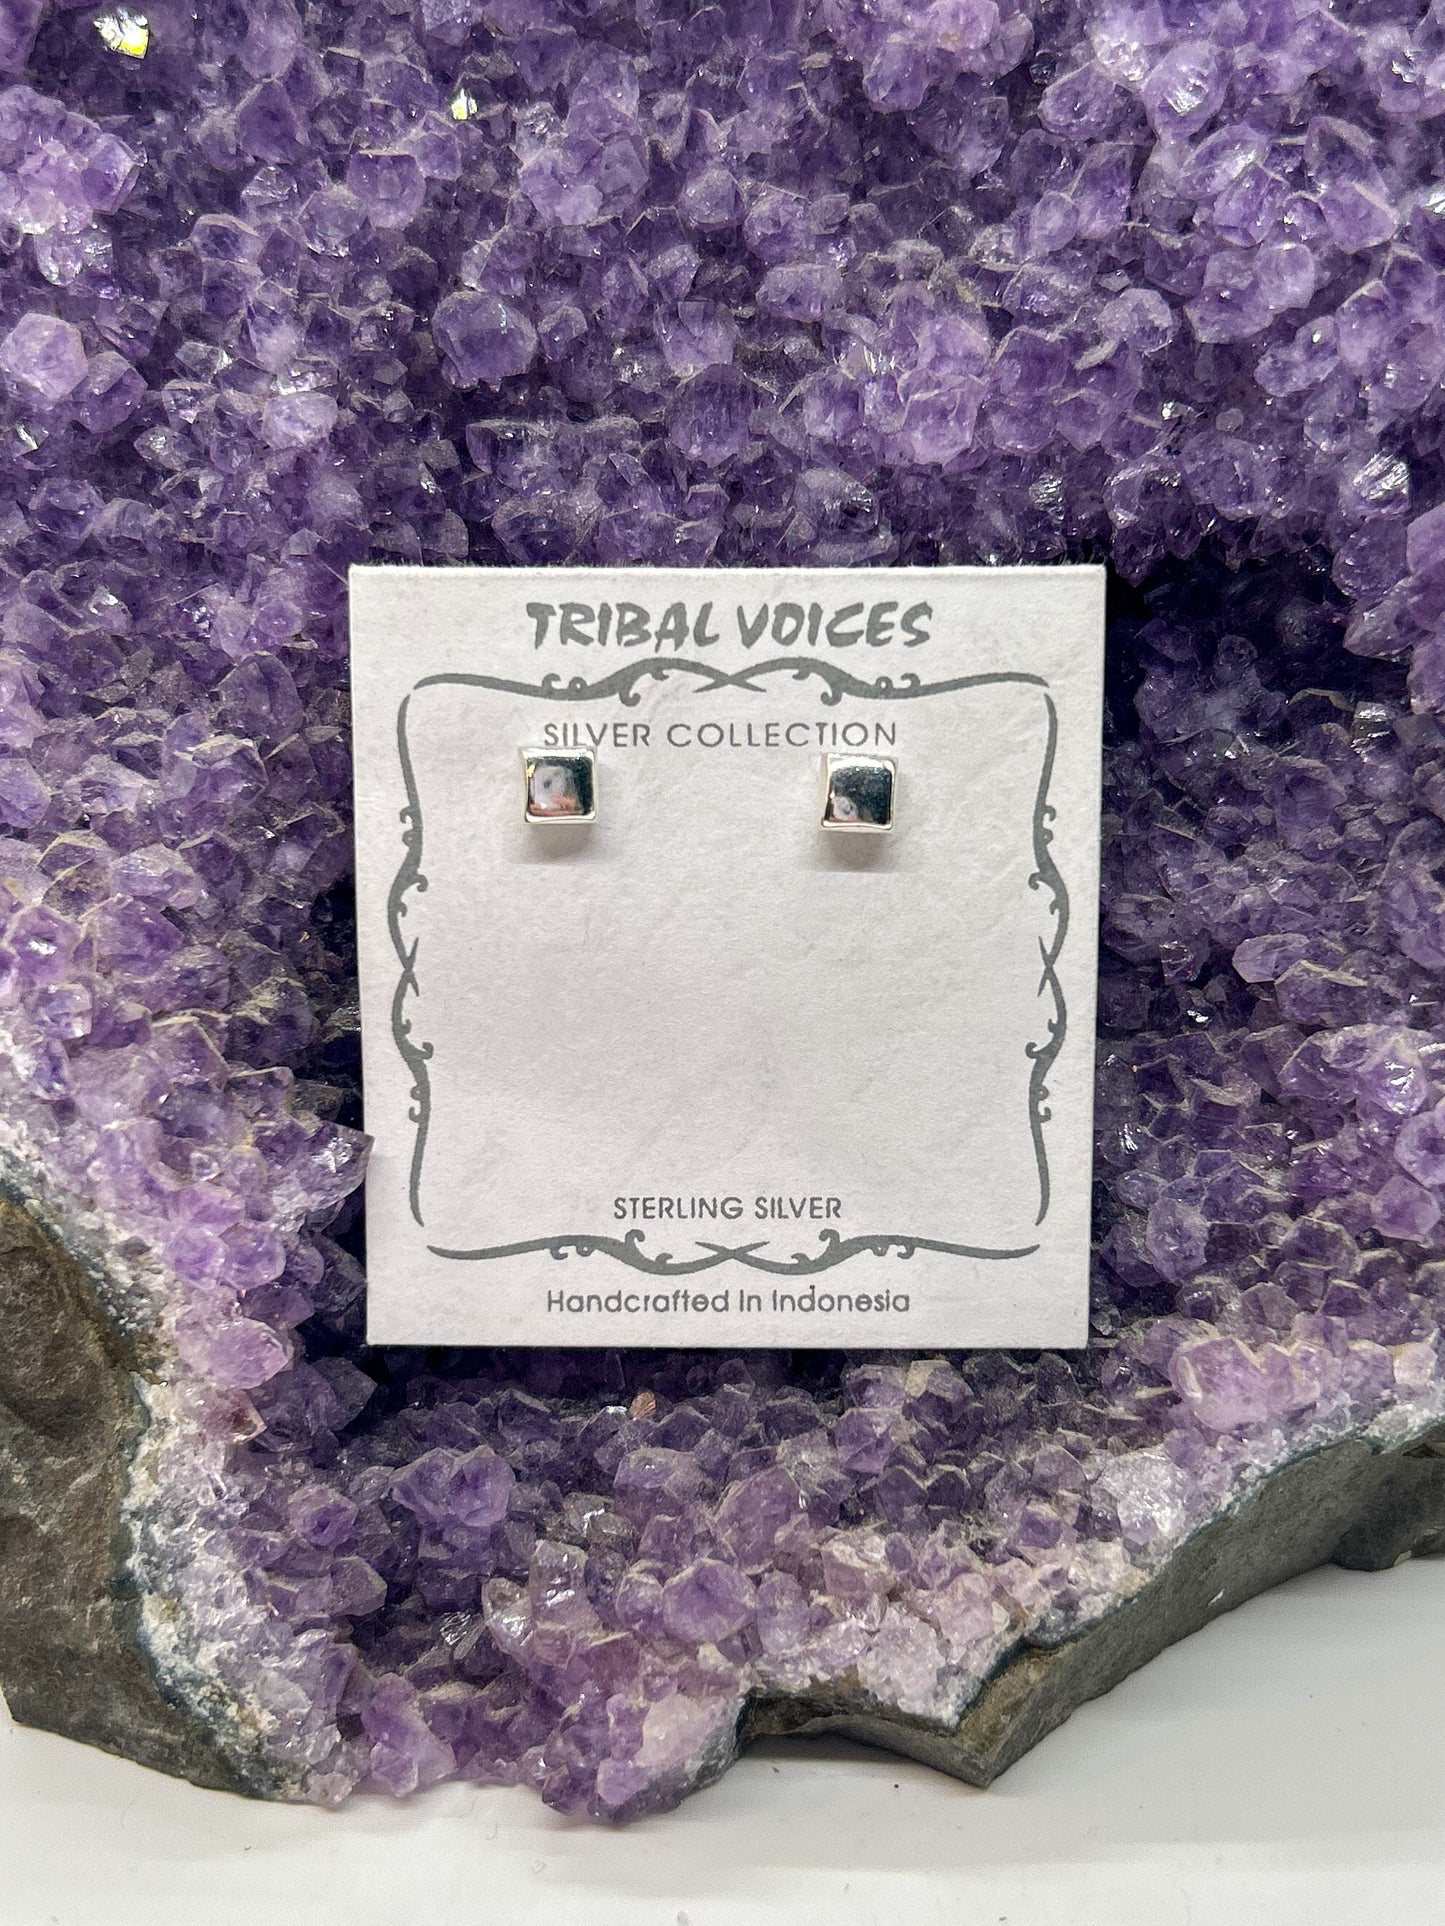 TRIBAL VOICES
SILVER COLLECTION
STERLING SILVER
Handcrafted In Indonesia